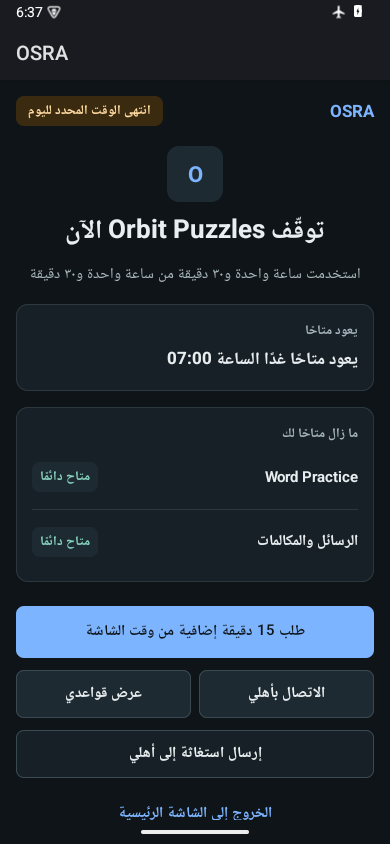 6:37
OSRA
OSRA
انتهى الوقت المحدد لليوم
O
توقّف Orbit Puzzles الآن
استخدمت ساعة واحدة و٣٠ دقيقة من ساعة واحدة و٣٠ دقيقة
يعود متاحًا
يعود متاحًا غدًا الساعة 07:00
ما زال متاحًا لك
Word Practice
متاح دائمًا
الرسائل والمكالمات
متاح دائمًا
طلب 15 دقيقة إضافية من وقت الشاشة
الاتصال بأهلي
عرض قواعدي
إرسال استغاثة إلى أهلي
الخروج إلى الشاشة الرئيسية